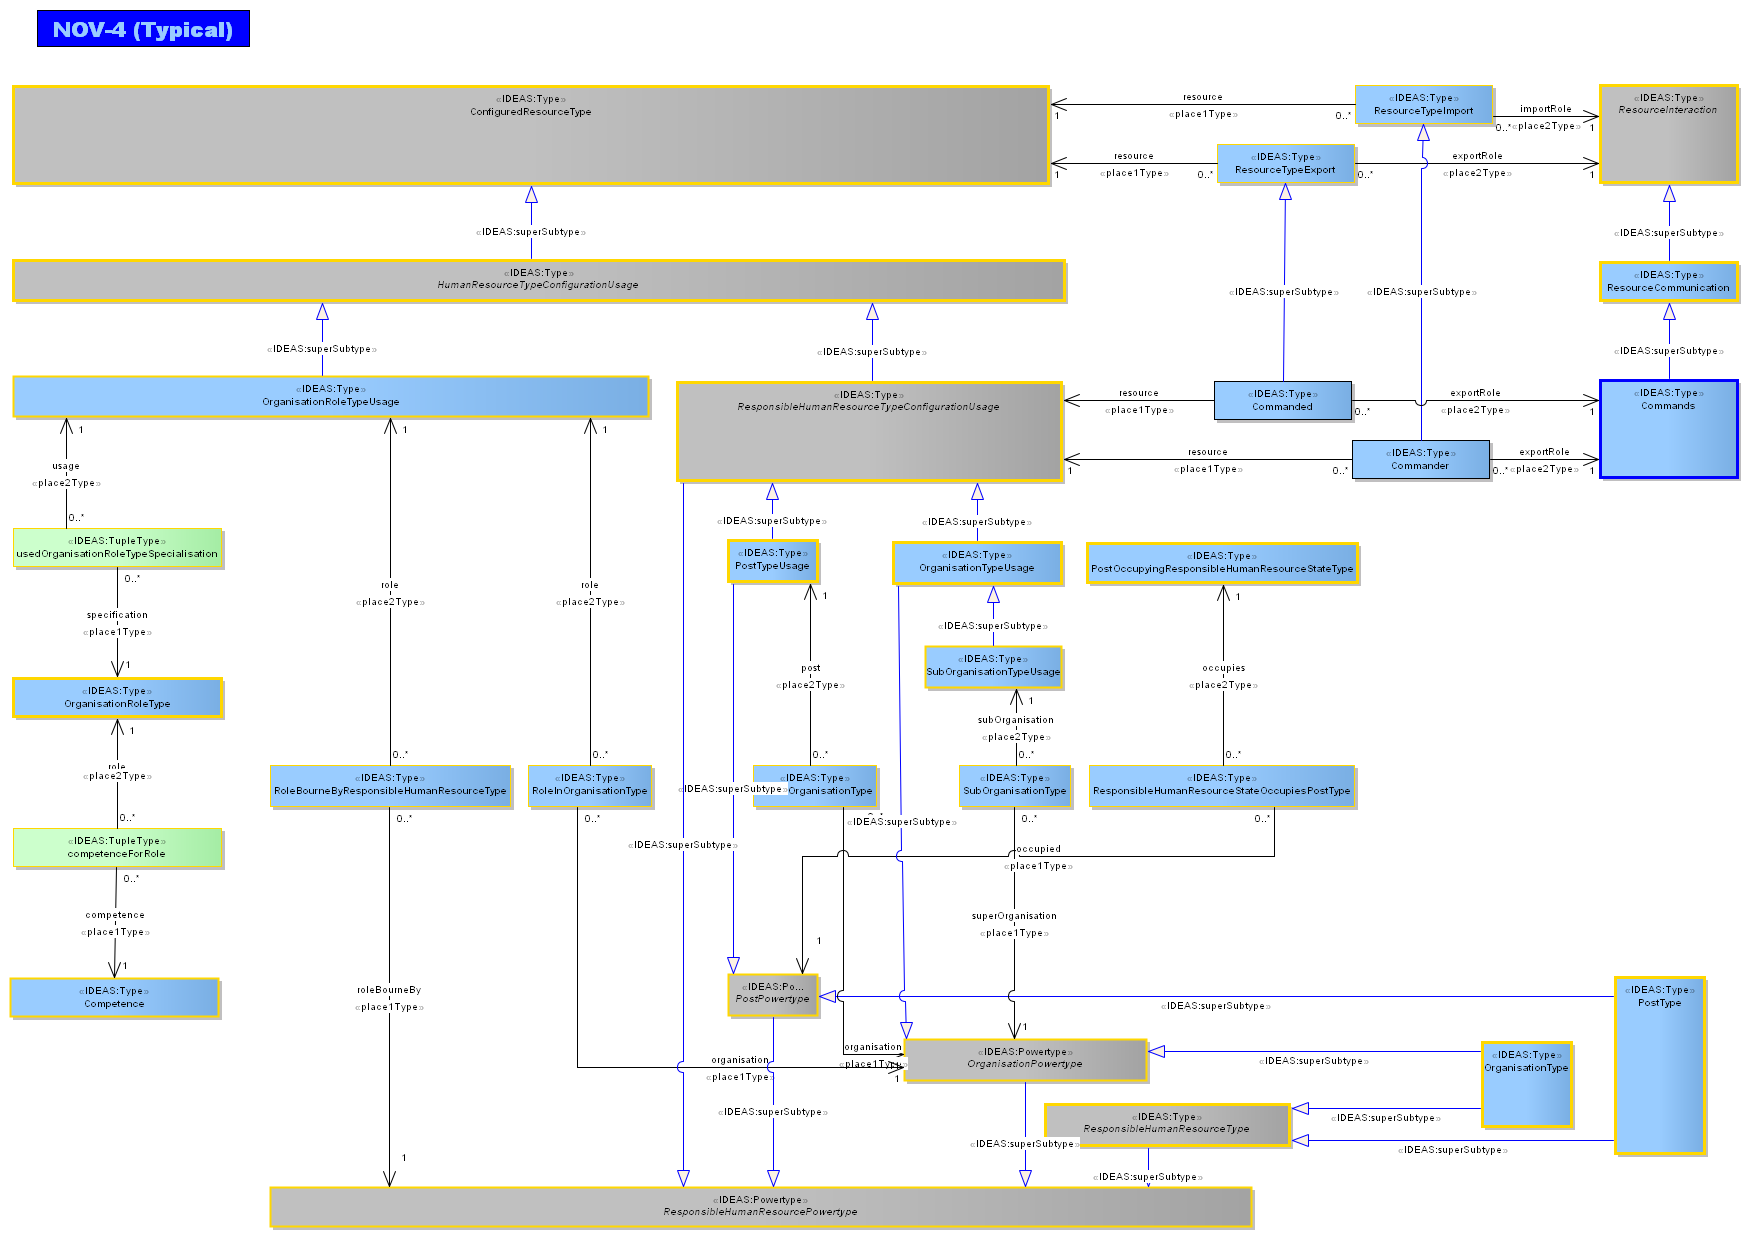 NOV-4 (Typical)
«IDEAS:Type»
ConfiguredResourceType
resource
«place1Type»
1
0..*
«IDEAS:Type»
ResourceTypeImport
importRole
0..*
«place2Type»
1
«IDEAS:Type»
ResourceInteraction
resource
«place1Type»
1
0..*
«IDEAS:Type»
ResourceTypeExport
exportRole
0..*
«place2Type»
1
«IDEAS:superSubtype»
«IDEAS:superSubtype»
«IDEAS:Type»
HumanResourceTypeConfigurationUsage
«IDEAS:Type»
ResourceCommunication
«IDEAS:superSubtype»
«IDEAS:superSubtype»
«IDEAS:superSubtype»
«IDEAS:superSubtype»
«IDEAS:superSubtype»
«IDEAS:Type»
OrganisationRoleTypeUsage
«IDEAS:Type»
ResponsibleHumanResourceTypeConfigurationUsage
resource
«place1Type»
«IDEAS:Type»
Commanded
0..*
exportRole
«place2Type»
1
«IDEAS:Type»
Commands
resource
«place1Type»
1
0..*
«IDEAS:Type»
Commander
exportRole
0..*
«place2Type»
1
1
1
1
usage
«place2Type»
0..*
«IDEAS:TupleType»
usedOrganisationRoleTypeSpecialisation
0..*
specification
«place1Type»
1
«IDEAS:Type»
OrganisationRoleType
1
role
«place2Type»
0..*
«IDEAS:TupleType»
competenceForRole
0..*
competence
«place1Type»
1
«IDEAS:Type»
Competence
role
«place2Type»
0..*
role
«place2Type»
0..*
«IDEAS:superSubtype»
«IDEAS:superSubtype»
«IDEAS:Type»
PostTypeUsage
«IDEAS:Type»
OrganisationTypeUsage
«IDEAS:Type»
PostOccupyingResponsibleHumanResourceStateType
1
1
«IDEAS:superSubtype»
«IDEAS:Type»
SubOrganisationTypeUsage
post
«place2Type»
0..*
1
subOrganisation
«place2Type»
0..*
occupies
«place2Type»
0..*
«IDEAS:Type»
RoleBourneByResponsibleHumanResourceType
0..*
«IDEAS:Type»
RoleInOrganisationType
0..*
«IDEAS:superSubtype»
«IDEAS:Type»
OrganisationType
«IDEAS:Type»
SubOrganisationType
0..*
«IDEAS:Type»
ResponsibleHumanResourceStateOccupiesPostType
0..*
«IDEAS:superSubtype»
«IDEAS:superSubtype»
occupied
«place1Type»
1
superOrganisation
«place1Type»
1
roleBourneBy
«place1Type»
1
«IDEAS:Po...
PostPowertype
«IDEAS:superSubtype»
«IDEAS:Type»
PostType
organisation
«place1Type»
organisation
«place1Type»
1
«IDEAS:Powertype»
OrganisationPowertype
«IDEAS:superSubtype»
«IDEAS:Type»
OrganisationType
«IDEAS:superSubtype»
«IDEAS:Type»
ResponsibleHumanResourceType
«IDEAS:superSubtype»
«IDEAS:superSubtype»
«IDEAS:superSubtype»
«IDEAS:superSubtype»
«IDEAS:Powertype»
ResponsibleHumanResourcePowertype